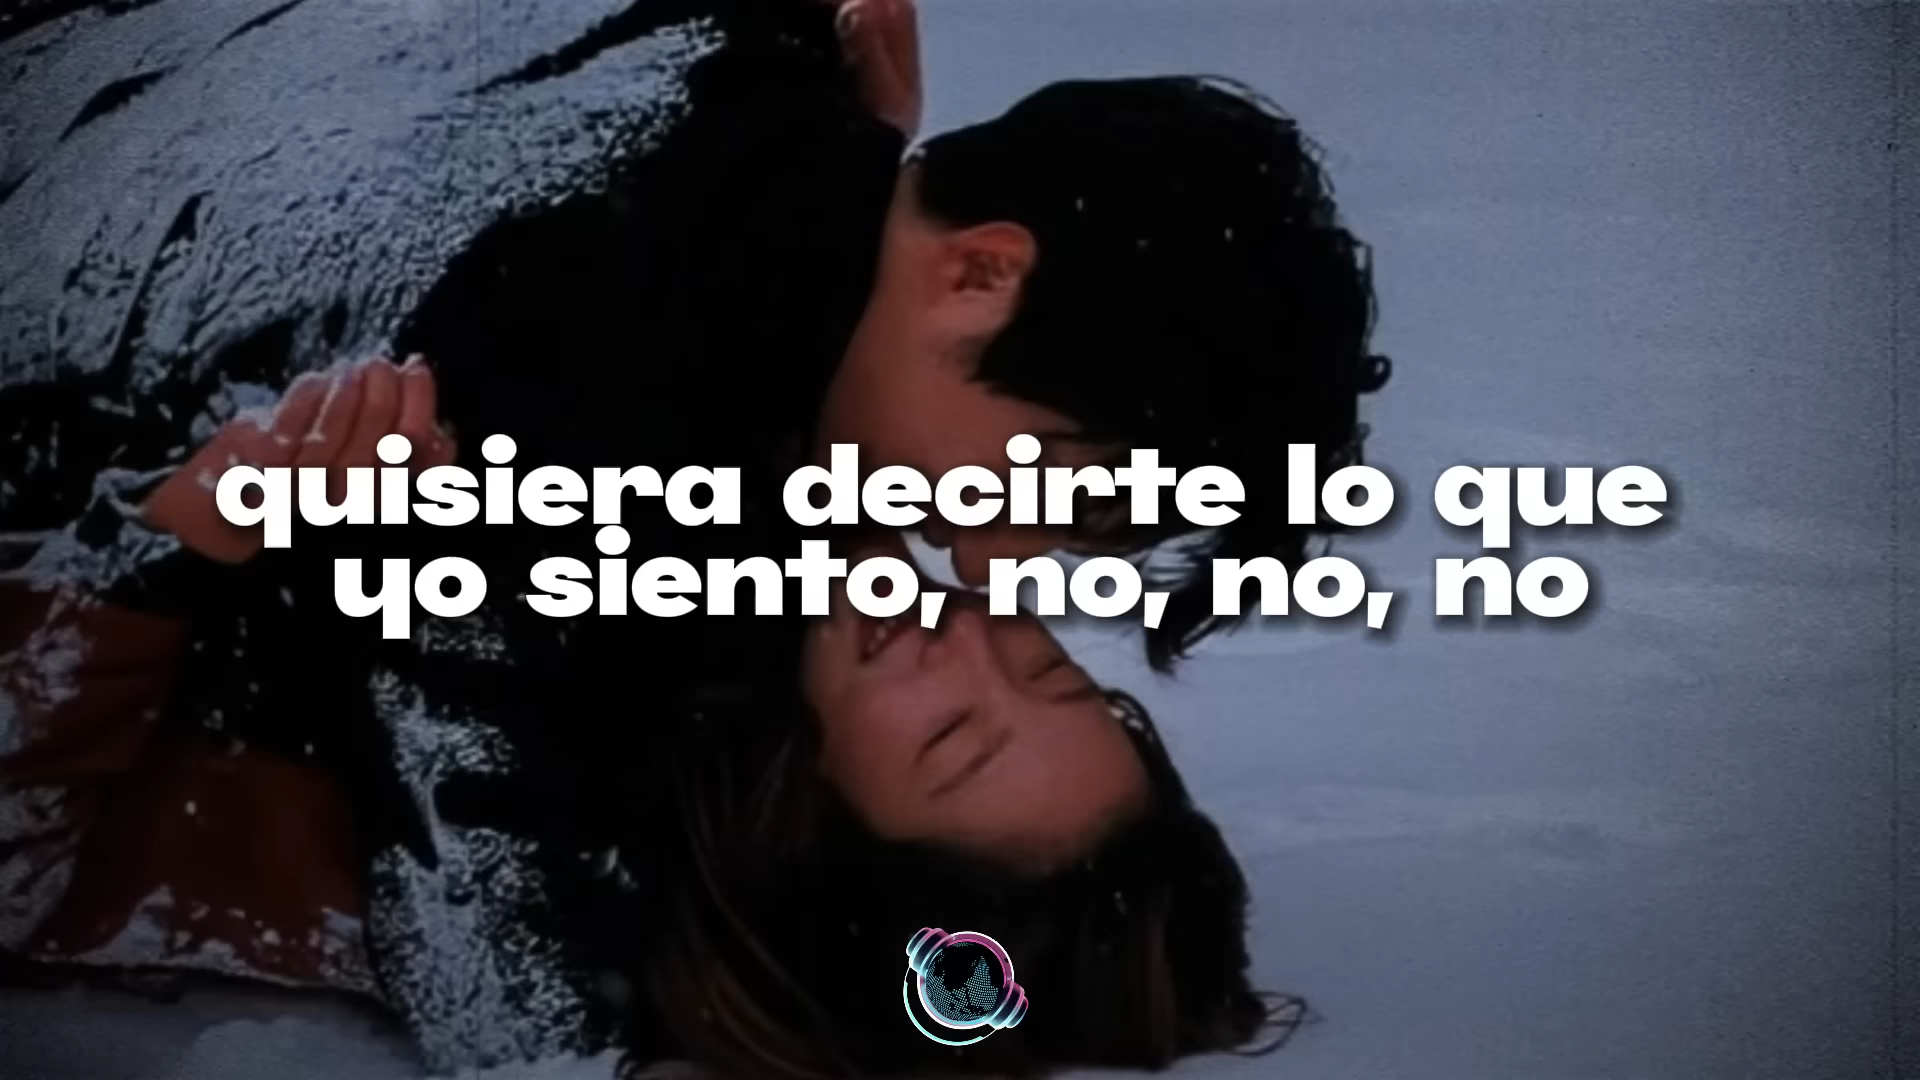 quisiera decirte lo que
yo siento, no, no, no